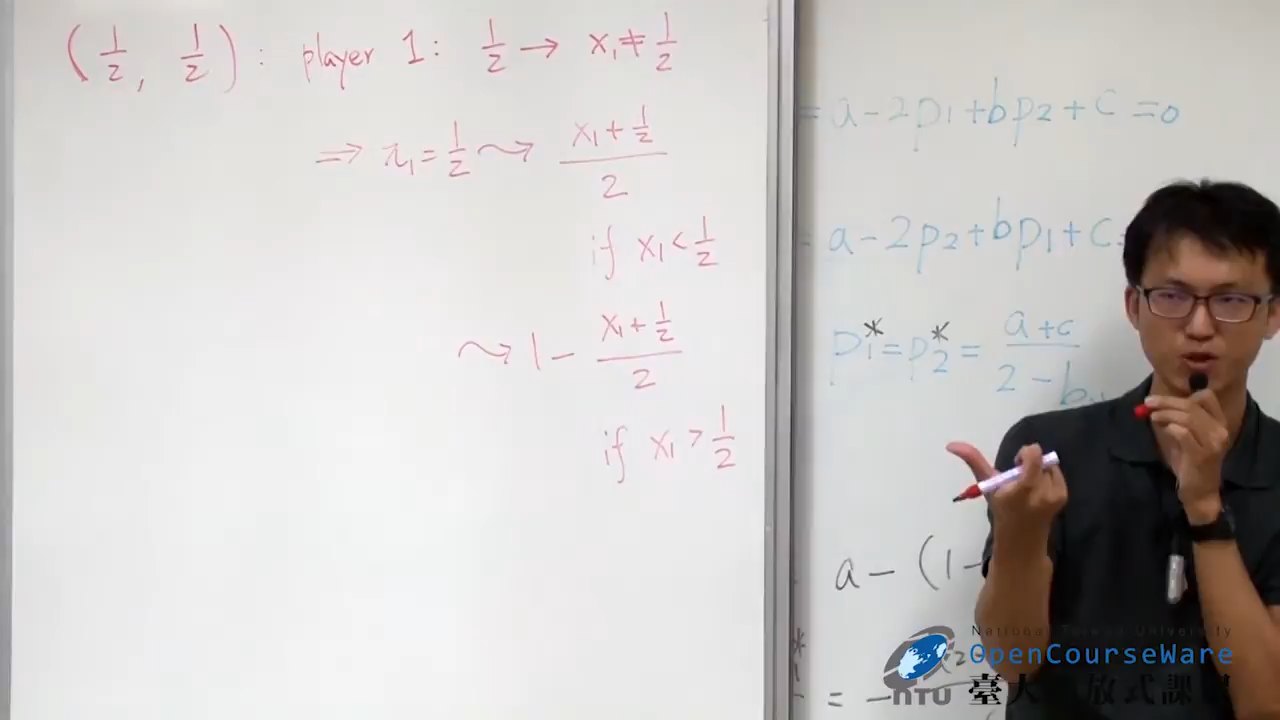 (1/2, 1/2): player 1: 1/2 → x₁ ≠ 1/2
⇒ π₁ = 1/2 ⤳ (x₁ + 1/2)/2
if x₁ < 1/2
⤳ 1 − (x₁ + 1/2)/2
if x₁ > 1/2
= a − 2p₁ + bp₂ + c = 0
= a − 2p₂ + bp₁ + c
p₁* = p₂* = (a + c)/(2 − b
a − (1 −
= −
National Taiwan University
OpenCourseWare
NTU 臺大開放式課程